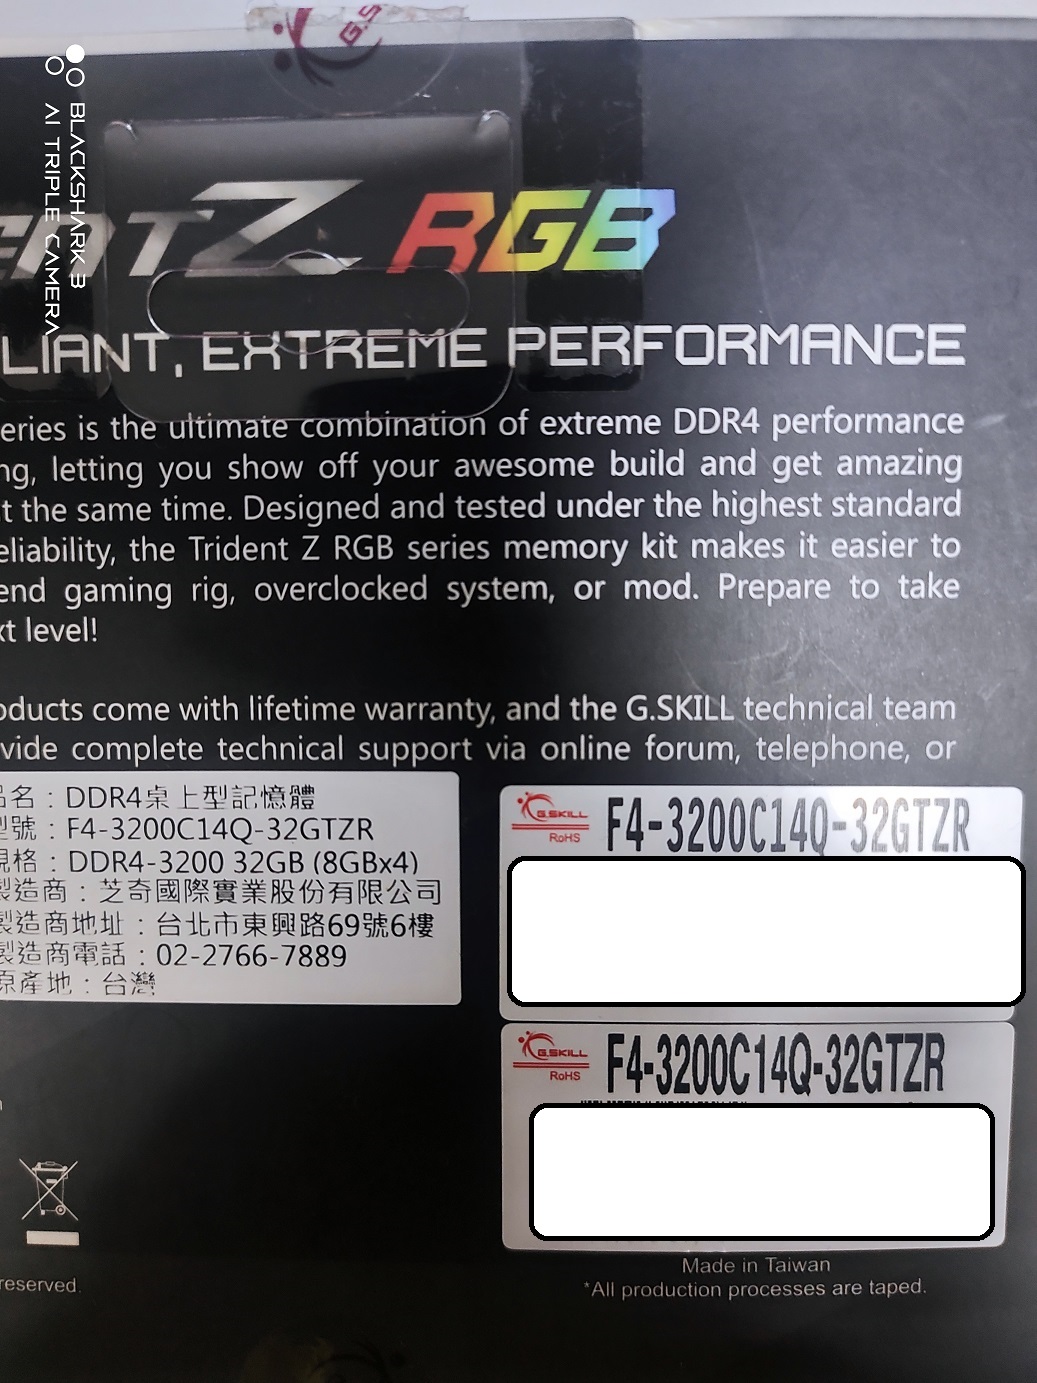 G.S
BLACKSHARK 3
AI TRIPLE CAMERA
ENTZ RGB
LIANT, EXTREME PERFORMANCE
eries is the ultimate combination of extreme DDR4 performance
ng, letting you show off your awesome build and get amazing
t the same time. Designed and tested under the highest standard
eliability, the Trident Z RGB series memory kit makes it easier to
end gaming rig, overclocked system, or mod. Prepare to take
xt level!
oducts come with lifetime warranty, and the G.SKILL technical team
vide complete technical support via online forum, telephone, or
品名：DDR4桌上型記憶體
型號：F4-3200C14Q-32GTZR
規格：DDR4-3200 32GB (8GBx4)
製造商：芝奇國際實業股份有限公司
製造商地址：台北市東興路69號6樓
製造商電話：02-2766-7889
原產地：台灣
G.SKILL
RoHS
F4-3200C14Q-32GTZR
G.SKILL
RoHS
F4-3200C14Q-32GTZR
Made in Taiwan
*All production processes are taped.
reserved.